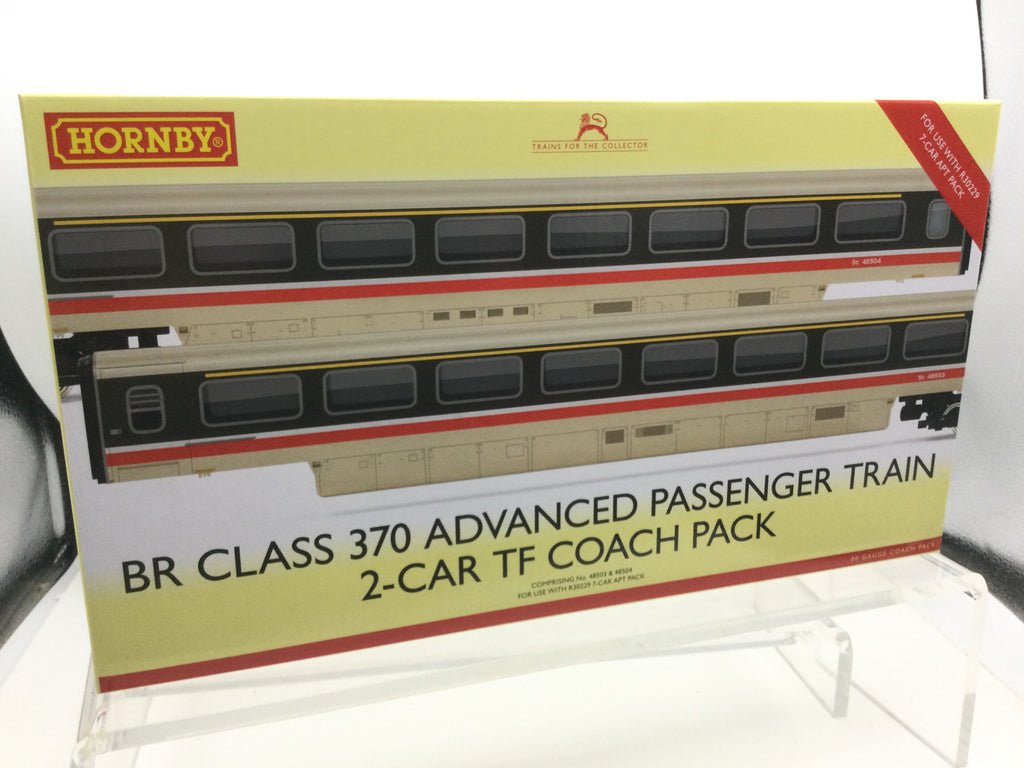 HORNBY®
TRAINS FOR THE COLLECTOR
FOR USE WITH R30229
7-CAR APT PACK
Sc 48504
Sc 48503
BR CLASS 370 ADVANCED PASSENGER TRAIN
2-CAR TF COACH PACK
COMPRISING No. 48503 & 48504
FOR USE WITH R30229 7-CAR APT PACK
00 GAUGE COACH PACK